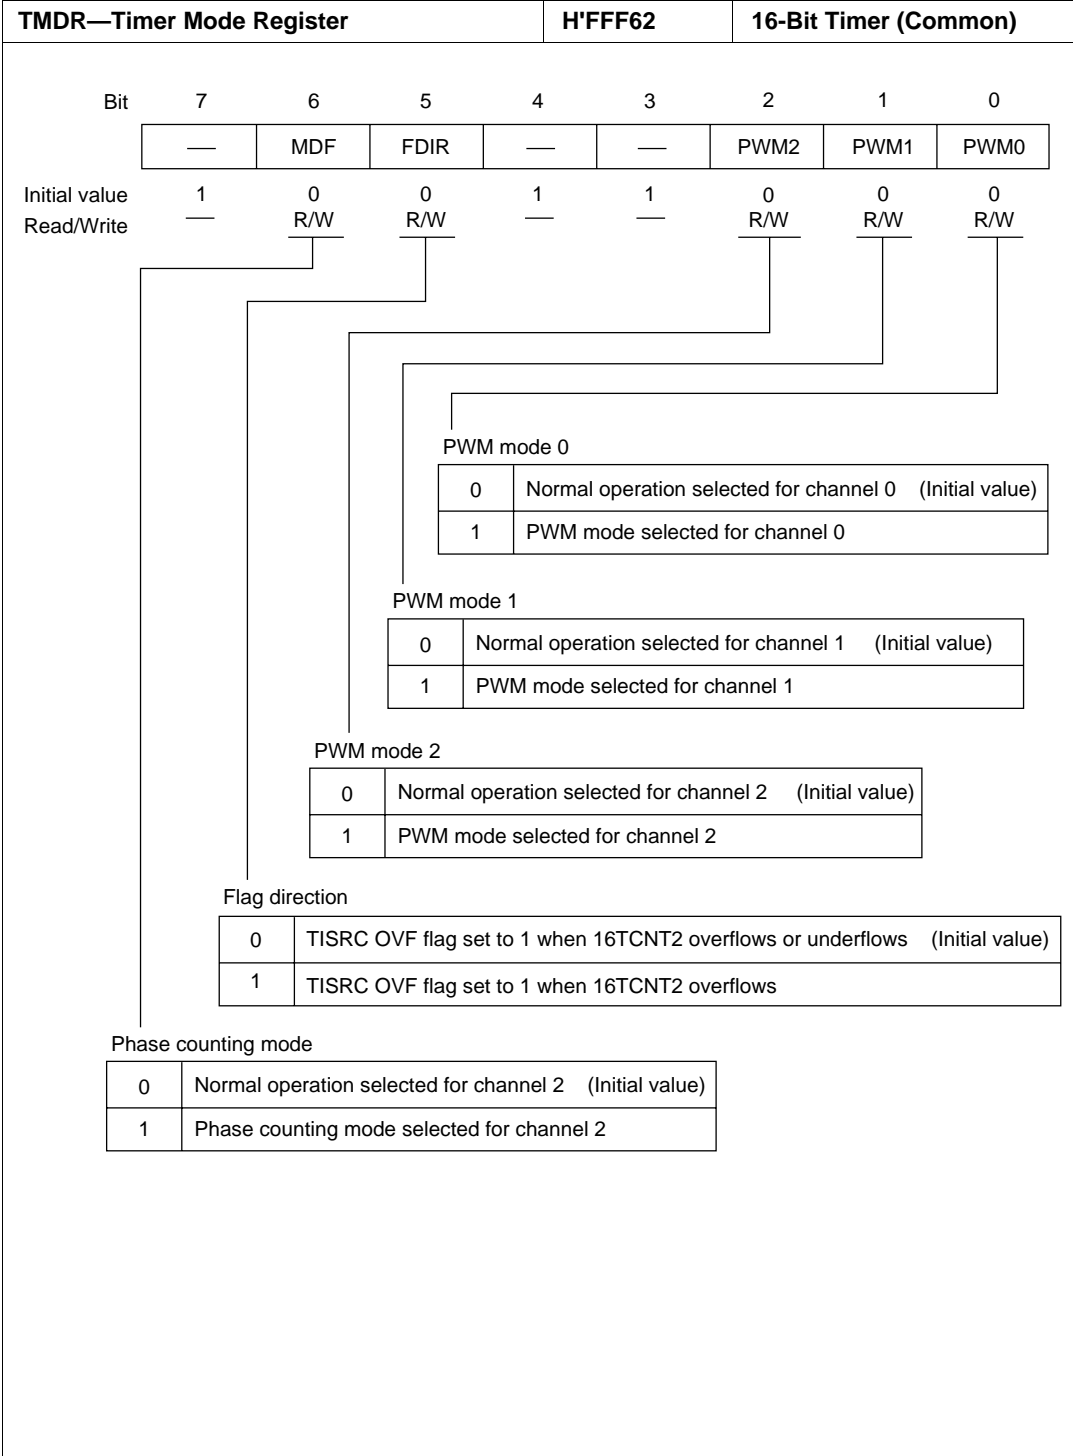 TMDR—Timer Mode Register H'FFF62 16-Bit Timer (Common)
Bit 7 6 5 4 3 2 1 0
— MDF FDIR — — PWM2 PWM1 PWM0
Initial value 1 0 0 1 1 0 0 0
Read/Write — R/W R/W — — R/W R/W R/W
PWM mode 0
0 Normal operation selected for channel 0 (Initial value)
1 PWM mode selected for channel 0
PWM mode 1
0 Normal operation selected for channel 1 (Initial value)
1 PWM mode selected for channel 1
PWM mode 2
0 Normal operation selected for channel 2 (Initial value)
1 PWM mode selected for channel 2
Flag direction
0 TISRC OVF flag set to 1 when 16TCNT2 overflows or underflows (Initial value)
1 TISRC OVF flag set to 1 when 16TCNT2 overflows
Phase counting mode
0 Normal operation selected for channel 2 (Initial value)
1 Phase counting mode selected for channel 2